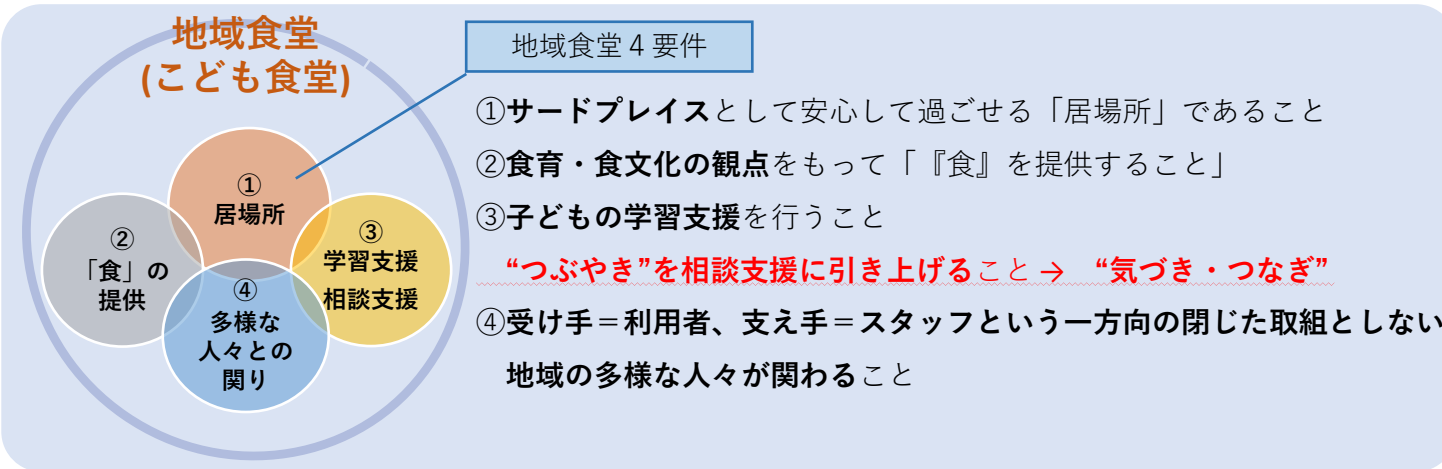 地域食堂
(こども食堂)
①
居場所
②
「食」の
提供
③
学習支援
相談支援
④
多様な
人々との
関り
地域食堂４要件
①サードプレイスとして安心して過ごせる「居場所」であること
②食育・食文化の観点をもって「『食』を提供すること」
③子どもの学習支援を行うこと
“つぶやき”を相談支援に引き上げること→ “気づき・つなぎ”
④受け手＝利用者、支え手＝スタッフという一方向の閉じた取組としない
地域の多様な人々が関わること